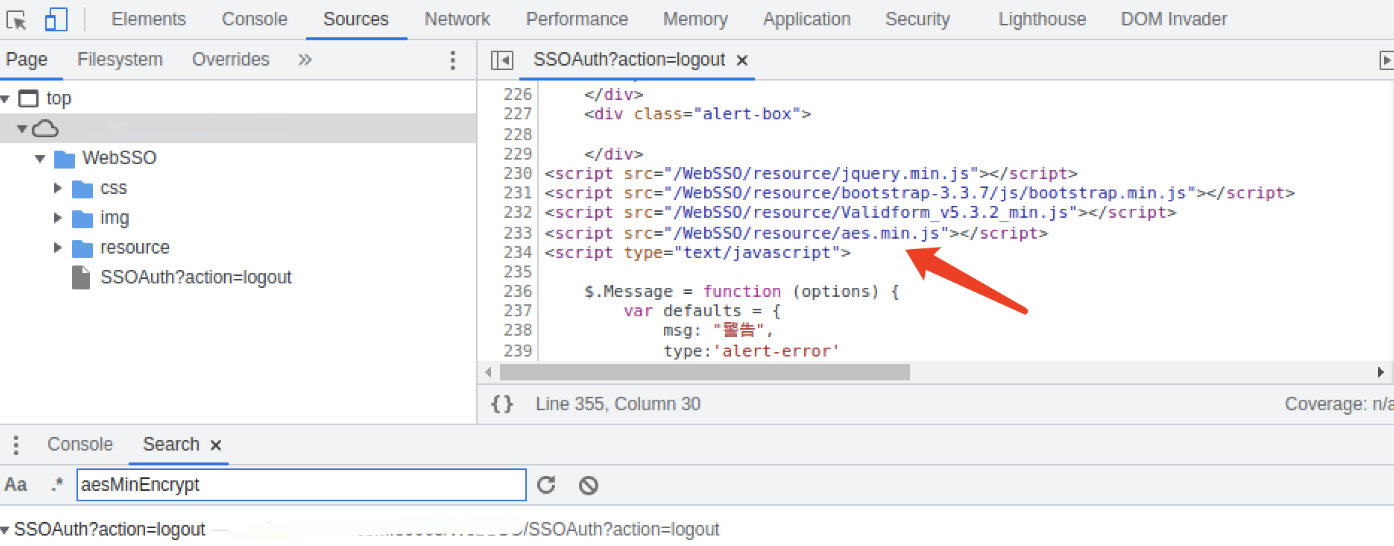 Elements Console Sources Network Performance Memory Application Security Lighthouse DOM Invader
Page Filesystem Overrides »
SSOAuth?action=logout ×
top
WebSSO
css
img
resource
SSOAuth?action=logout
226 </div>
227 <div class="alert-box">
228
229 </div>
230 <script src="/WebSSO/resource/jquery.min.js"></script>
231 <script src="/WebSSO/resource/bootstrap-3.3.7/js/bootstrap.min.js"></script>
232 <script src="/WebSSO/resource/Validform_v5.3.2_min.js"></script>
233 <script src="/WebSSO/resource/aes.min.js"></script>
234 <script type="text/javascript">
235
236 $.Message = function (options) {
237 var defaults = {
238 msg: "警告",
239 type:'alert-error'
{} Line 355, Column 30 Coverage: n/a
Console Search ×
Aa .* aesMinEncrypt
SSOAuth?action=logout — /SSOAuth?action=logout